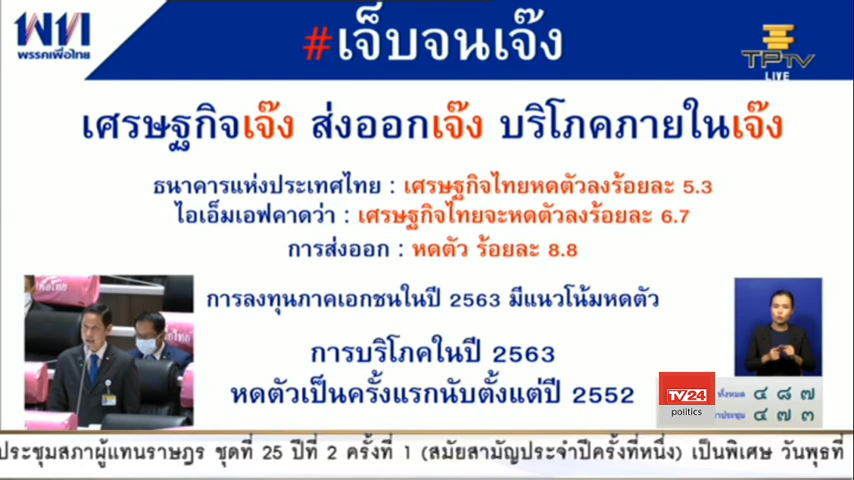 พท
พรรคเพื่อไทย
#เจ็บจนเจ๊ง
TPTV
LIVE
เศรษฐกิจเจ๊ง ส่งออกเจ๊ง บริโภคภายในเจ๊ง
ธนาคารแห่งประเทศไทย : เศรษฐกิจไทยหดตัวลงร้อยละ 5.3
ไอเอ็มเอฟคาดว่า : เศรษฐกิจไทยจะหดตัวลงร้อยละ 6.7
การส่งออก : หดตัว ร้อยละ 8.8
การลงทุนภาคเอกชนในปี 2563 มีแนวโน้มหดตัว
การบริโภคในปี 2563
หดตัวเป็นครั้งแรกนับตั้งแต่ปี 2552
TV24
politics
ทั้งหมด ๔๘๗
าประชุม ๔๗๓
ประชุมสภาผู้แทนราษฎร ชุดที่ 25 ปีที่ 2 ครั้งที่ 1 (สมัยสามัญประจำปีครั้งที่หนึ่ง) เป็นพิเศษ วันพุธที่